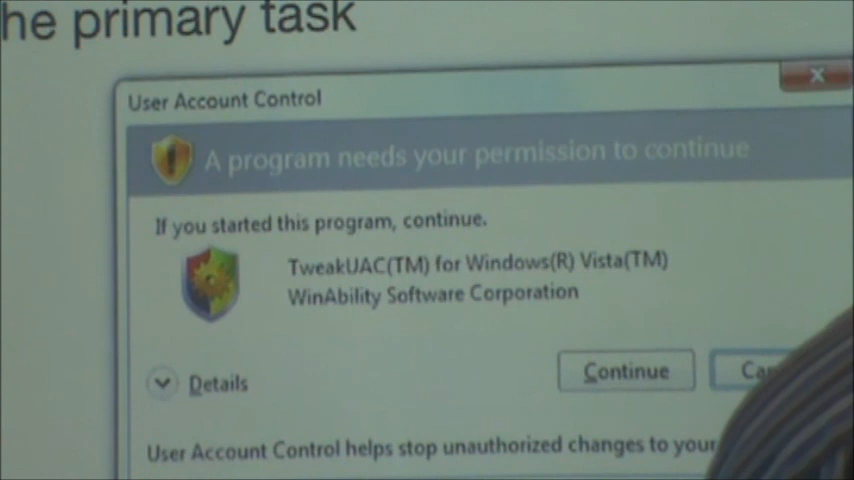 he primary task
User Account Control
A program needs your permission to continue
If you started this program, continue.
TweakUAC(TM) for Windows(R) Vista(TM)
WinAbility Software Corporation
Details
Continue
User Account Control helps stop unauthorized changes to your